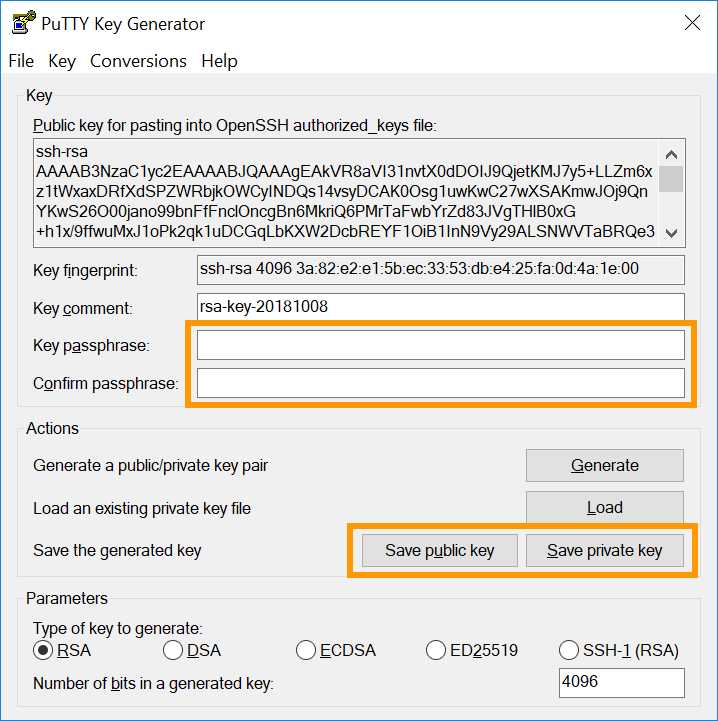 PuTTY Key Generator
File Key Conversions Help
Key
Public key for pasting into OpenSSH authorized_keys file:
ssh-rsa
AAAAB3NzaC1yc2EAAAABJQAAAgEAkVR8aVI31nvtX0dDOIJ9QjetKMJ7y5+LLZm6x
z1tWxaxDRfXdSPZWRbjkOWCyINDQs14vsyDCAK0Osg1uwKwC27wXSAKmwJOj9Qn
YKwS26O00jano99bnFfFnclOncgBn6MkriQ6PMrTaFwbYrZd83JVgTHIB0xG
+h1x/9ffwuMxJ1oPk2qk1uDCGqLbKXW2DcbREYF1OiB1InN9Vy29ALSNWVTaBRQe3
Key fingerprint: ssh-rsa 4096 3a:82:e2:e1:5b:ec:33:53:db:e4:25:fa:0d:4a:1e:00
Key comment: rsa-key-20181008
Key passphrase:
Confirm passphrase:
Actions
Generate a public/private key pair Generate
Load an existing private key file Load
Save the generated key Save public key Save private key
Parameters
Type of key to generate:
RSA DSA ECDSA ED25519 SSH-1 (RSA)
Number of bits in a generated key: 4096